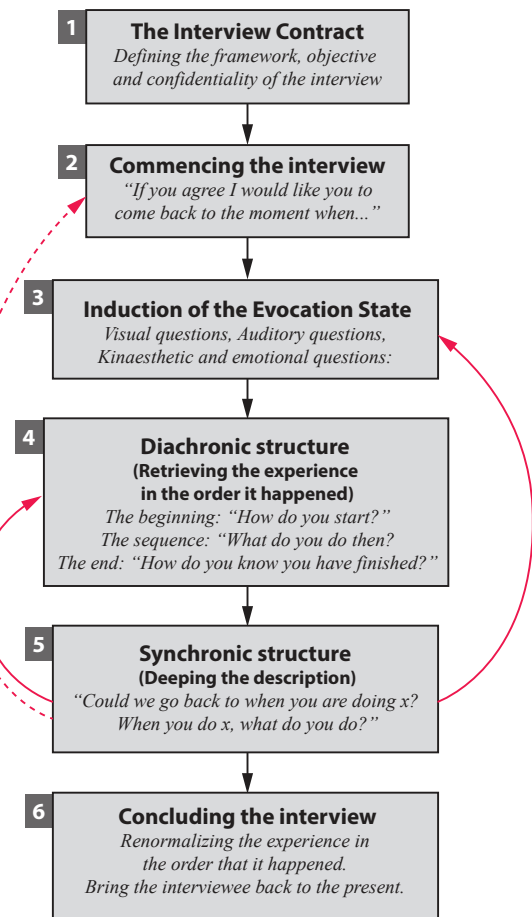 1
The Interview Contract
Defining the framework, objective
and confidentiality of the interview
2
Commencing the interview
“If you agree I would like you to
come back to the moment when...”
3
Induction of the Evocation State
Visual questions, Auditory questions,
Kinaesthetic and emotional questions:
4
Diachronic structure
(Retrieving the experience
in the order it happened)
The beginning: “How do you start?”
The sequence: “What do you do then?
The end: “How do you know you have finished?”
5
Synchronic structure
(Deeping the description)
“Could we go back to when you are doing x?
When you do x, what do you do?”
6
Concluding the interview
Renormalizing the experience in
the order that it happened.
Bring the interviewee back to the present.